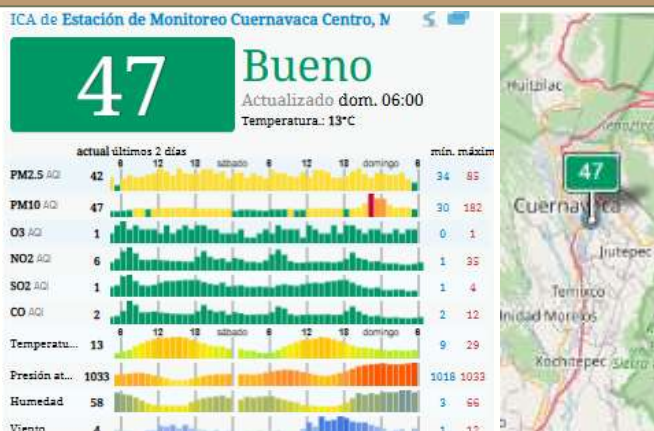 ICA de Estación de Monitoreo Cuernavaca Centro, M
47
Bueno
Actualizado dom. 06:00
Temperatura.: 13°C
actual últimos 2 días mín. máxim
6 12 18 sábado 6 12 18 domingo 6
PM2.5 AQI 42 34 85
PM10 AQI 47 30 182
O3 AQI 1 0 1
NO2 AQI 6 1 35
SO2 AQI 1 1 4
CO AQI 2 2 12
6 12 18 sábado 6 12 18 domingo 6
Temperatu... 13 9 29
Presión at... 1033 1018 1033
Humedad 58 3 66
Viento 4 1 12
Huitzilac
47
Cuernavaca
Jiutepec
Temixco
Unidad Morelos
Xochitepec